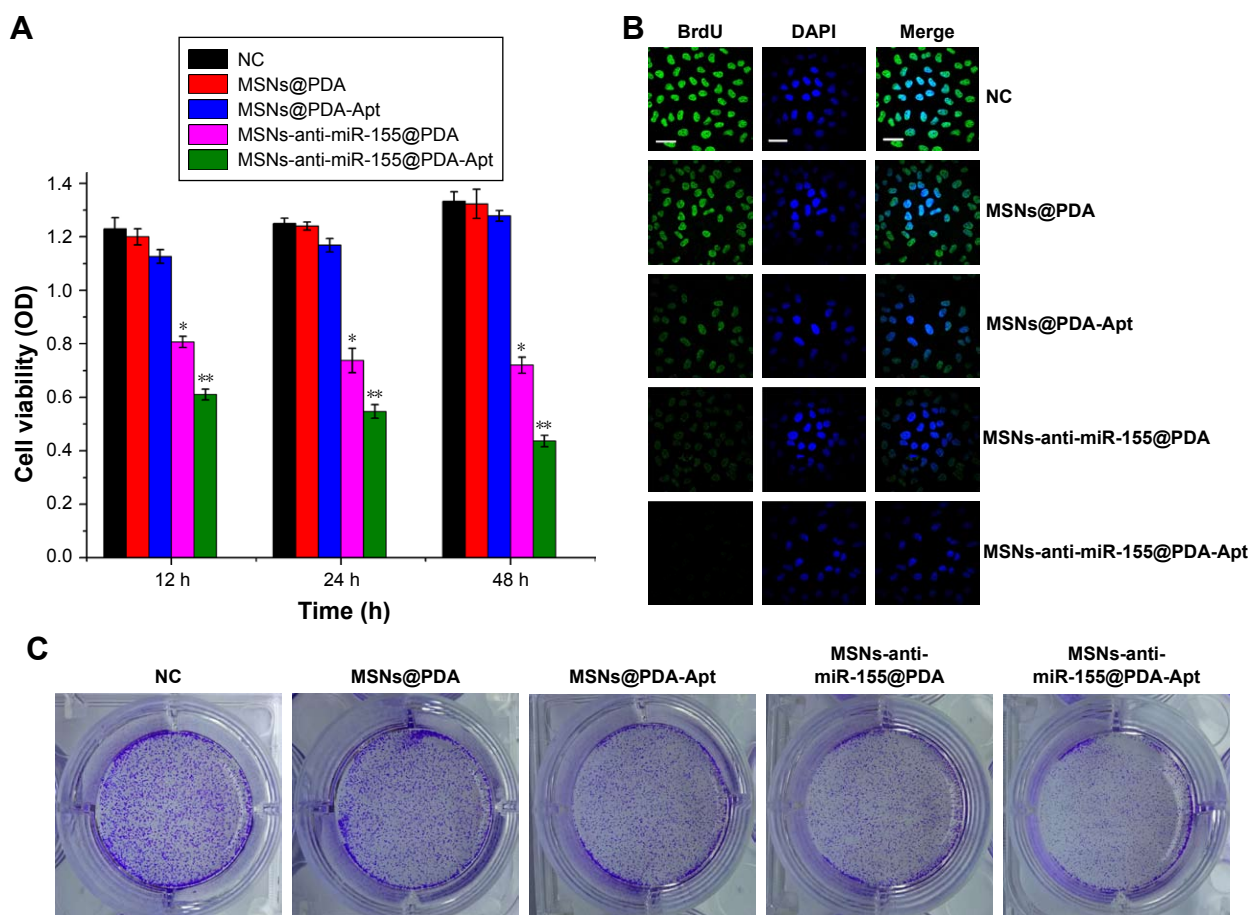 A
NC
MSNs@PDA
MSNs@PDA-Apt
MSNs-anti-miR-155@PDA
MSNs-anti-miR-155@PDA-Apt
Cell viability (OD)
1.4
1.2
1.0
0.8
0.6
0.4
0.2
0.0
*
**
*
**
*
**
12 h
24 h
48 h
Time (h)
B
BrdU
DAPI
Merge
NC
MSNs@PDA
MSNs@PDA-Apt
MSNs-anti-miR-155@PDA
MSNs-anti-miR-155@PDA-Apt
C
NC
MSNs@PDA
MSNs@PDA-Apt
MSNs-anti-
miR-155@PDA
MSNs-anti-
miR-155@PDA-Apt